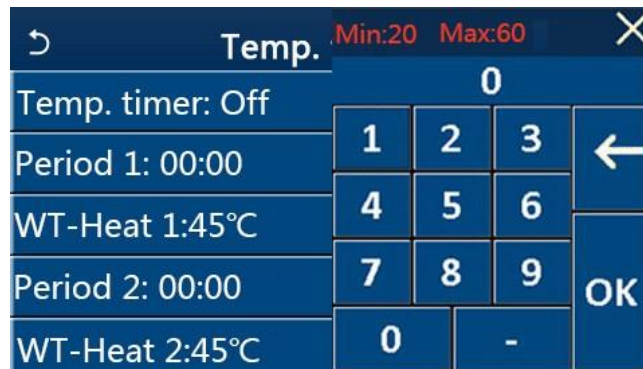 Temp.
Temp. timer: Off
Period 1: 00:00
WT-Heat 1:45℃
Period 2: 00:00
WT-Heat 2:45℃
Min:20 Max:60
0
1 2 3
4 5 6
7 8 9
OK
0 -